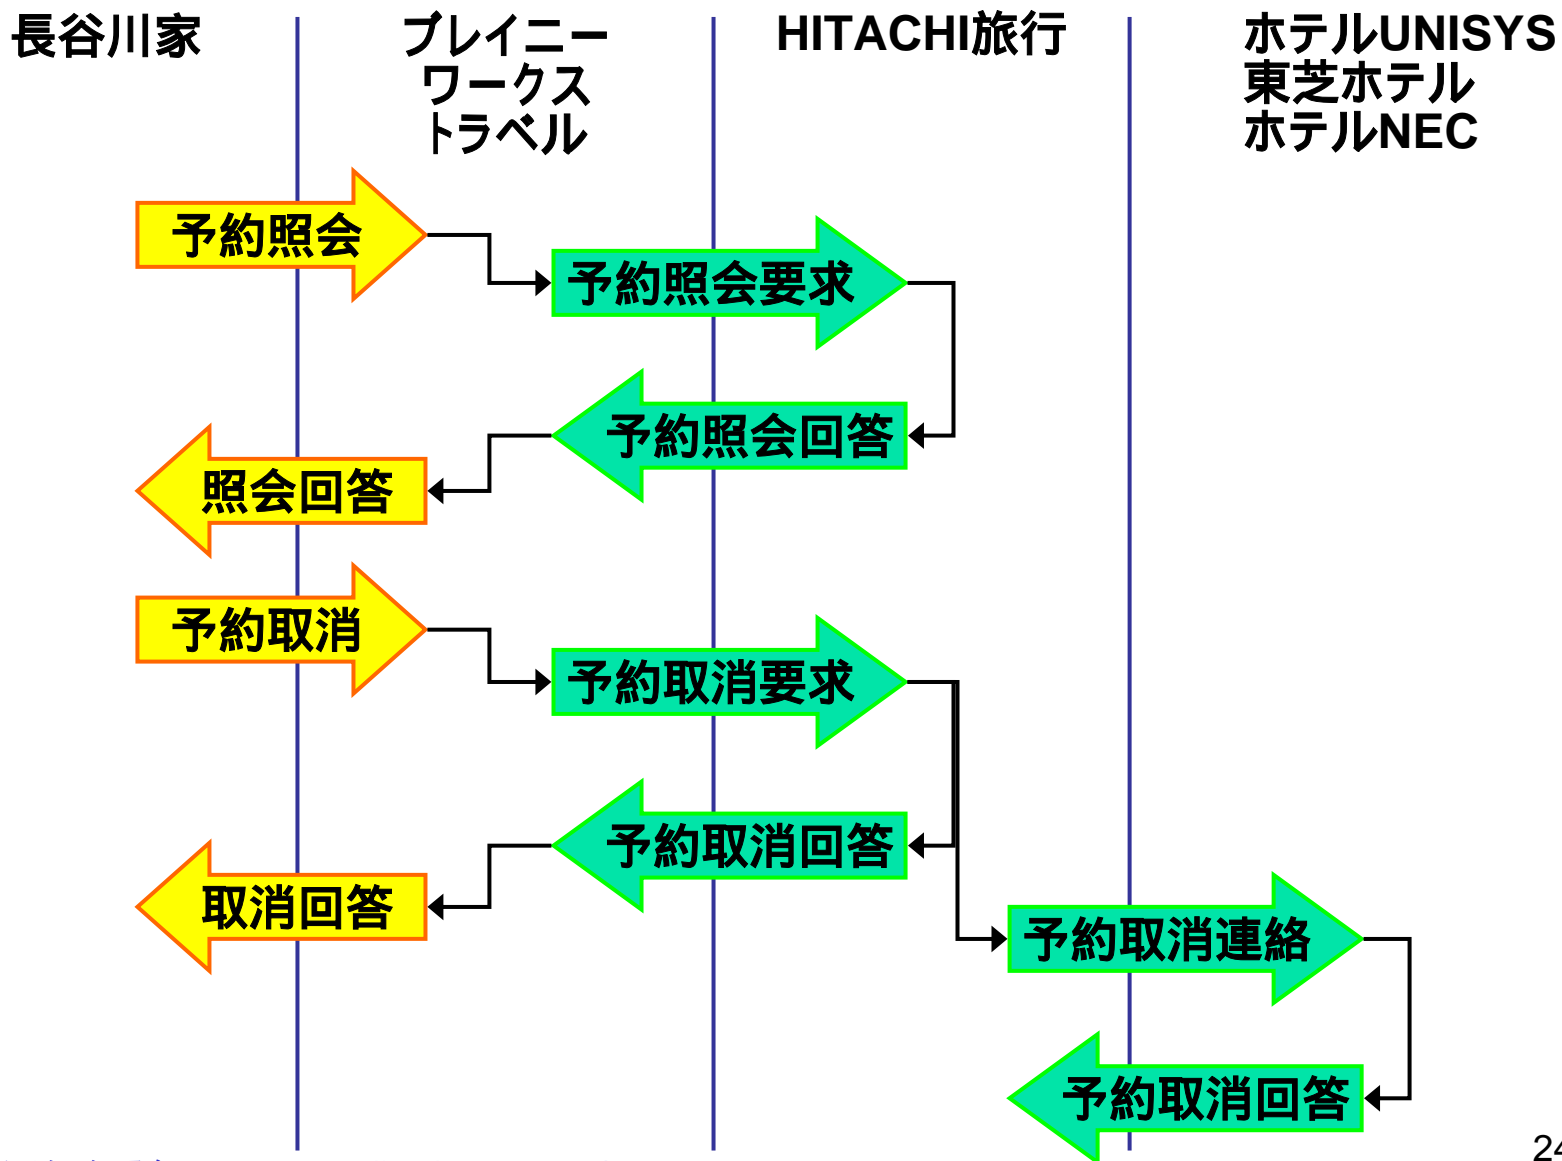 長谷川家
ブレイニー
ワークス
トラベル
HITACHI旅行
ホテルUNISYS
東芝ホテル
ホテルNEC
予約照会
予約照会要求
予約照会回答
照会回答
予約取消
予約取消要求
予約取消回答
取消回答
予約取消連絡
予約取消回答
24